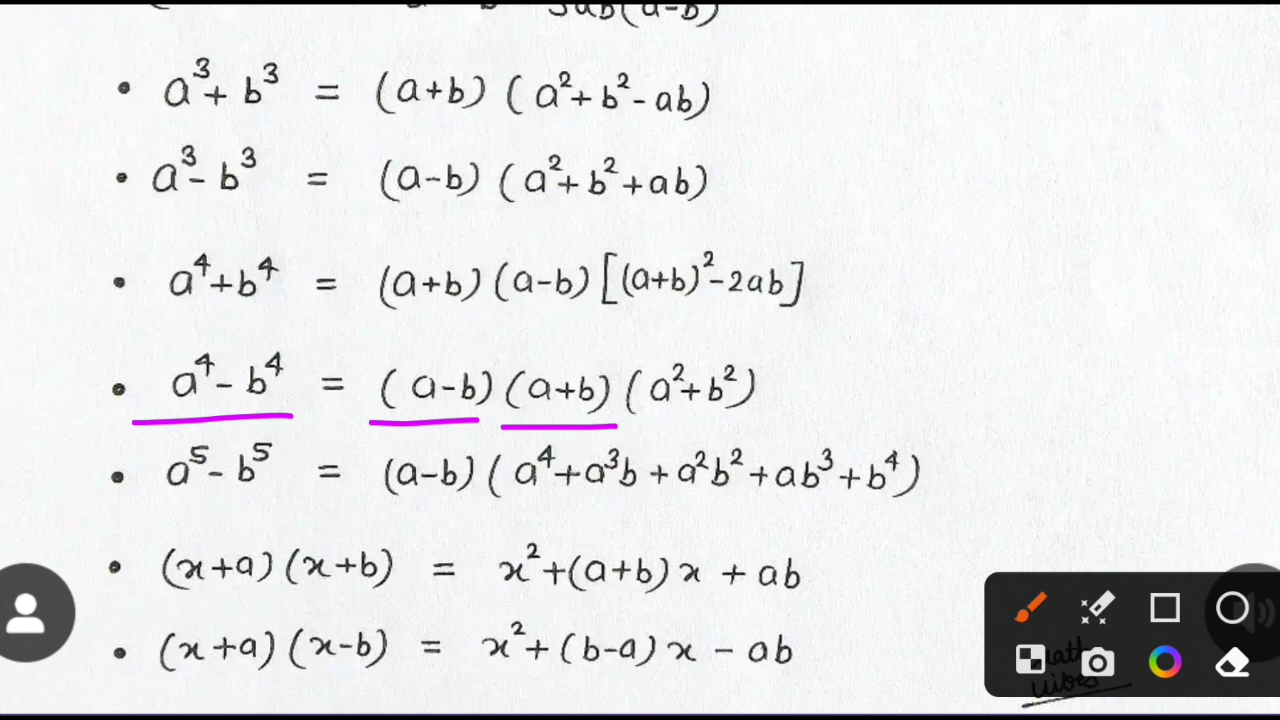 3ab(a-b)
• a³+ b³ = (a+b) ( a²+ b²- ab)
• a³- b³ = (a-b) ( a²+ b²+ab)
• a⁴+b⁴ = (a+b) (a-b) [(a+b)²-2ab]
• a⁴- b⁴ = ( a-b) (a+b) ( a²+b²)
• a⁵- b⁵ = (a-b) ( a⁴+a³b + a²b²+ab³+b⁴)
• (x+a) (x+b) = x²+(a+b) x + ab
• (x+a) (x-b) = x²+ (b-a) x - ab